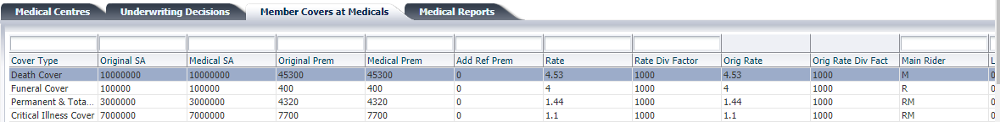 Medical Centres Underwriting Decisions Member Covers at Medicals Medical Reports
Cover Type Original SA Medical SA Original Prem Medical Prem Add Ref Prem Rate Rate Div Factor Orig Rate Orig Rate Div Fact Main Rider L
Death Cover 10000000 10000000 45300 45300 0 4.53 1000 4.53 1000 M 0
Funeral Cover 100000 100000 400 400 0 4 1000 4 1000 R 0
Permanent & Tota... 3000000 3000000 4320 4320 0 1.44 1000 1.44 1000 RM 0
Critical Illness Cover 7000000 7000000 7700 7700 0 1.1 1000 1.1 1000 RM 0